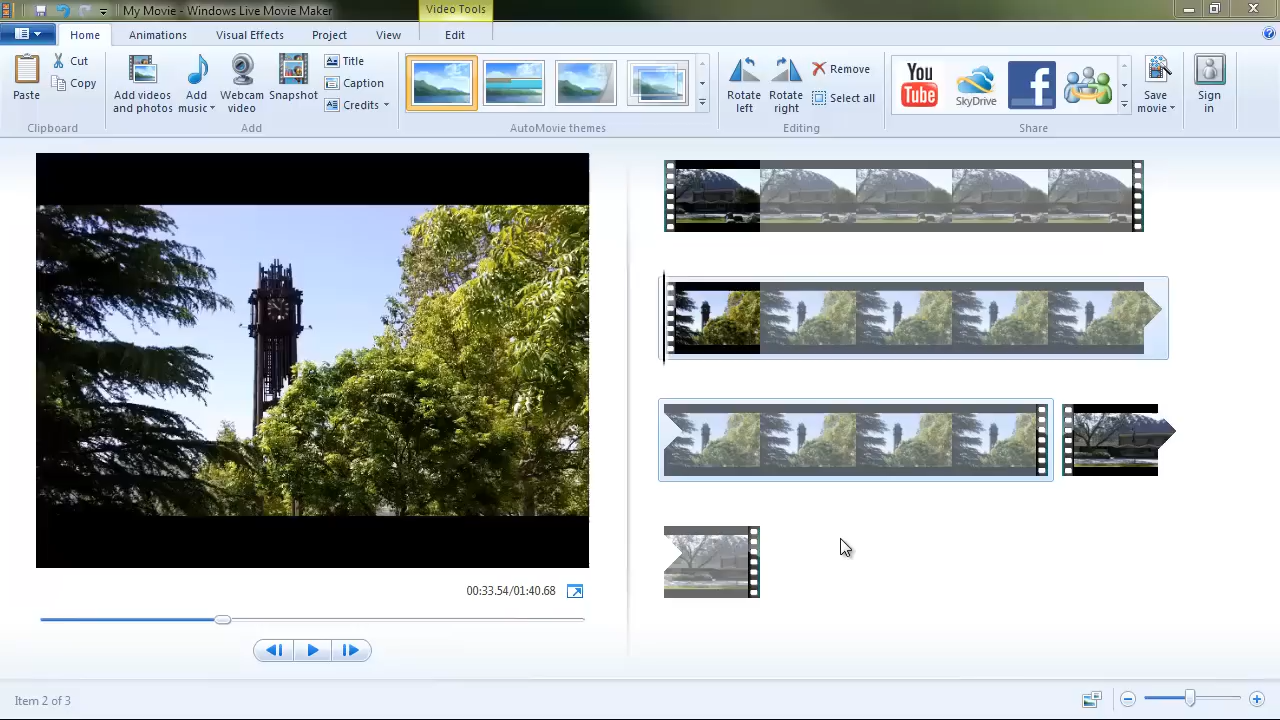 My Movie - Windows Live Movie Maker
Video Tools
Home
Animations
Visual Effects
Project
View
Edit
Paste
Cut
Copy
Clipboard
Add videos
and photos
Add
music
Webcam
video
Snapshot
Title
Caption
Credits
Add
AutoMovie themes
Rotate
left
Rotate
right
Remove
Select all
Editing
You
Tube
SKyDrive
f
Share
Save
movie
Sign
in
00:33.54/01:40.68
Item 2 of 3